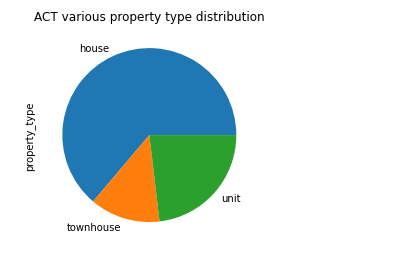 ACT various property type distribution
house
property_type
unit
townhouse